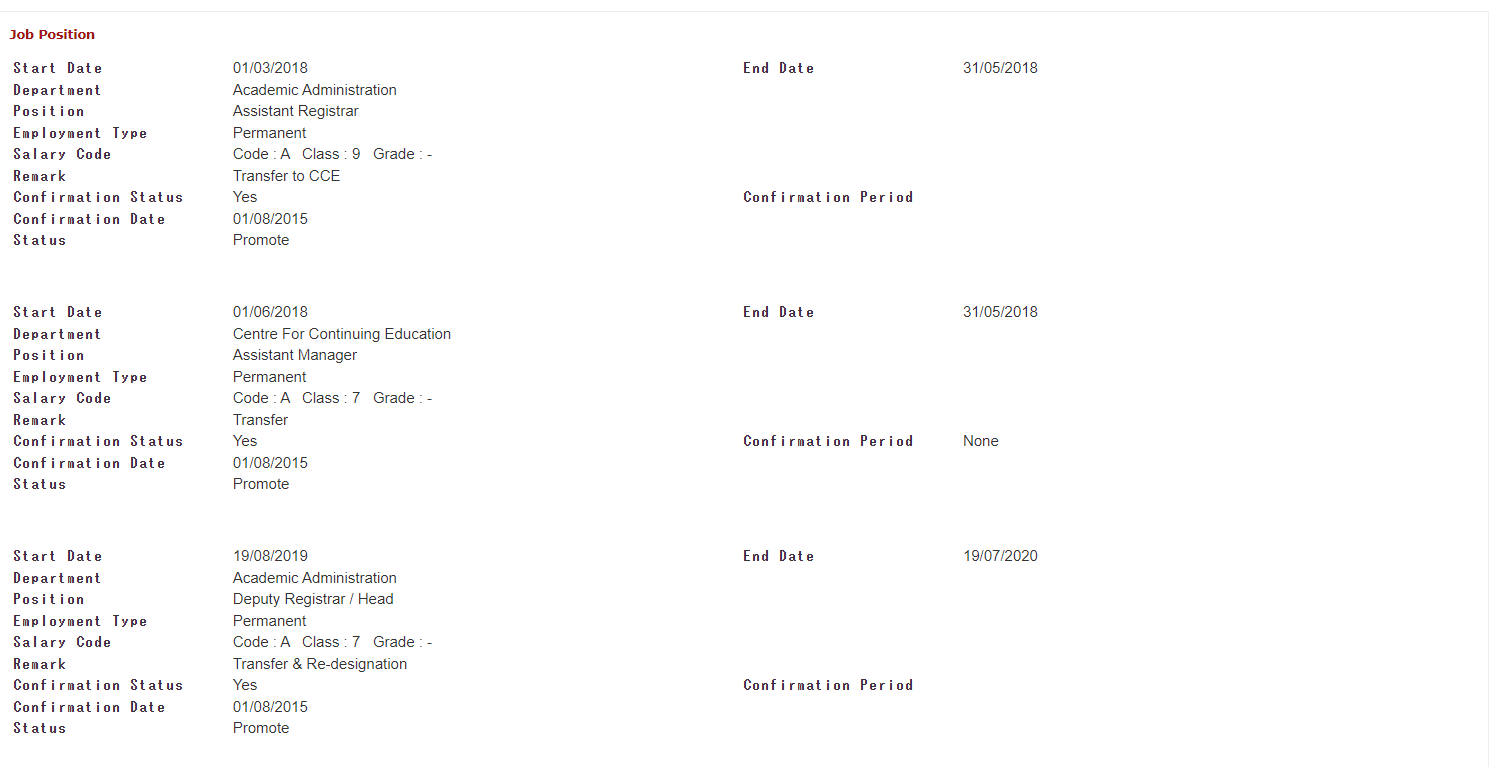 Job Position
Start Date 01/03/2018 End Date 31/05/2018
Department Academic Administration
Position Assistant Registrar
Employment Type Permanent
Salary Code Code : A Class : 9 Grade : -
Remark Transfer to CCE
Confirmation Status Yes Confirmation Period
Confirmation Date 01/08/2015
Status Promote
Start Date 01/06/2018 End Date 31/05/2018
Department Centre For Continuing Education
Position Assistant Manager
Employment Type Permanent
Salary Code Code : A Class : 7 Grade : -
Remark Transfer
Confirmation Status Yes Confirmation Period None
Confirmation Date 01/08/2015
Status Promote
Start Date 19/08/2019 End Date 19/07/2020
Department Academic Administration
Position Deputy Registrar / Head
Employment Type Permanent
Salary Code Code : A Class : 7 Grade : -
Remark Transfer & Re-designation
Confirmation Status Yes Confirmation Period
Confirmation Date 01/08/2015
Status Promote